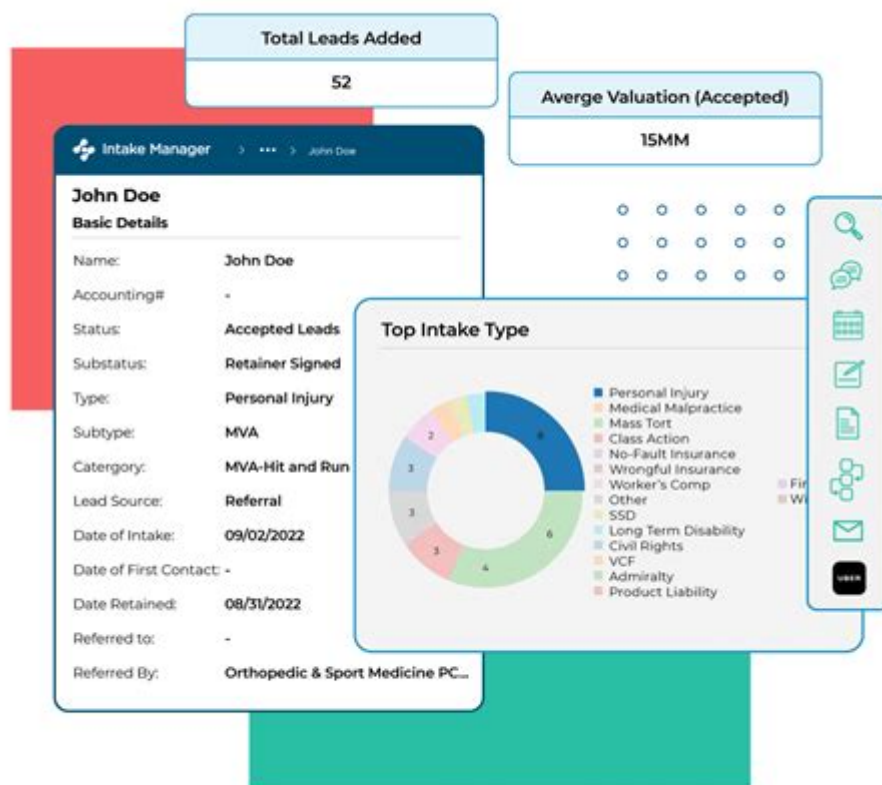 Total Leads Added
52
Averge Valuation (Accepted)
15MM
Intake Manager > ••• > John Doe
John Doe
Basic Details
Name: John Doe
Accounting# -
Status: Accepted Leads
Substatus: Retainer Signed
Type: Personal Injury
Subtype: MVA
Catergory: MVA-Hit and Run
Lead Source: Referral
Date of Intake: 09/02/2022
Date of First Contact: -
Date Retained: 08/31/2022
Referred to: -
Referred By: Orthopedic & Sport Medicine PC...
Top Intake Type
2
3
3
3
4
6
Personal Injury
Medical Malpractice
Mass Tort
Class Action
No-Fault Insurance
Wrongful Insurance
Worker's Comp
Other
SSD
Long Term Disability
Civil Rights
VCF
Admiralty
Product Liability
Fir
Wi
UBER